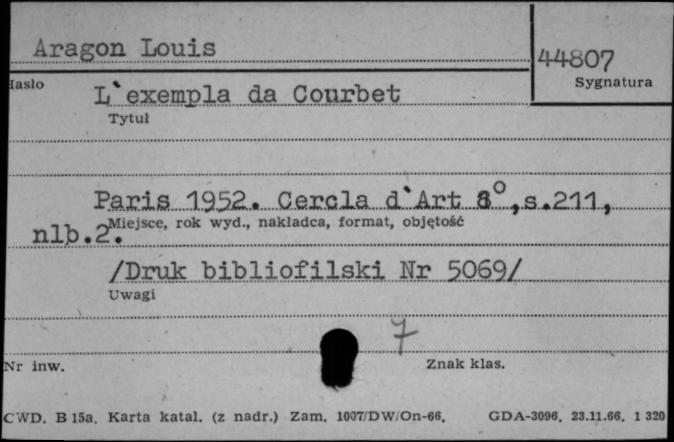 Aragon Louis
44807
Hasło
Sygnatura
L`exempla da Courbet
Tytuł
Paris 1952. Cercla d`Art 8°,s.211,
Miejsce, rok wyd., nakładca, format, objętość
nlb.2.
/Druk bibliofilski Nr 5069/
Uwagi
7
Nr inw.
Znak klas.
CWD. B 15a. Karta katal. (z nadr.) Zam. 1007/DW/On-66. GDA-3096. 23.11.66. 1 320